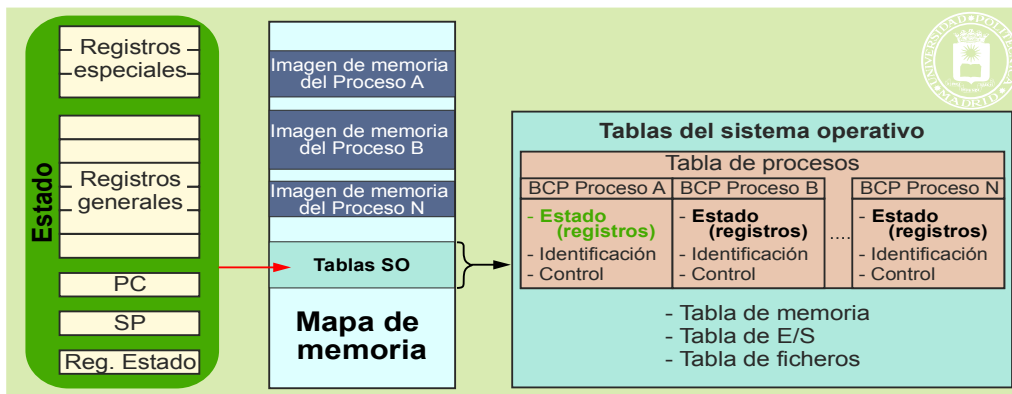 Estado
Registros
especiales
Registros
generales
PC
SP
Reg. Estado
Imagen de memoria
del Proceso A
Imagen de memoria
del Proceso B
Imagen de memoria
del Proceso N
Tablas SO
Mapa de
memoria
UNIVERSIDAD POLITECNICA
MADRID
Tablas del sistema operativo
Tabla de procesos
BCP Proceso A
- Estado
(registros)
- Identificación
- Control
BCP Proceso B
- Estado
(registros)
- Identificación
- Control
....
BCP Proceso N
- Estado
(registros)
- Identificación
- Control
- Tabla de memoria
- Tabla de E/S
- Tabla de ficheros